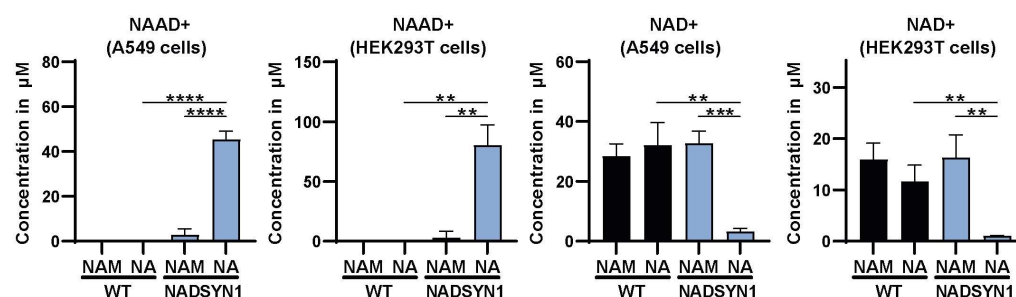 NAAD+
(A549 cells)
Concentration in µM
60
40
20
0
****
****
NAM NA NAM NA
WT NADSYN1
NAAD+
(HEK293T cells)
Concentration in µM
150
100
50
0
**
**
NAM NA NAM NA
WT NADSYN1
NAD+
(A549 cells)
Concentration in µM
60
40
20
0
**
***
NAM NA NAM NA
WT NADSYN1
NAD+
(HEK293T cells)
Concentration in µM
30
20
10
0
**
**
NAM NA NAM NA
WT NADSYN1